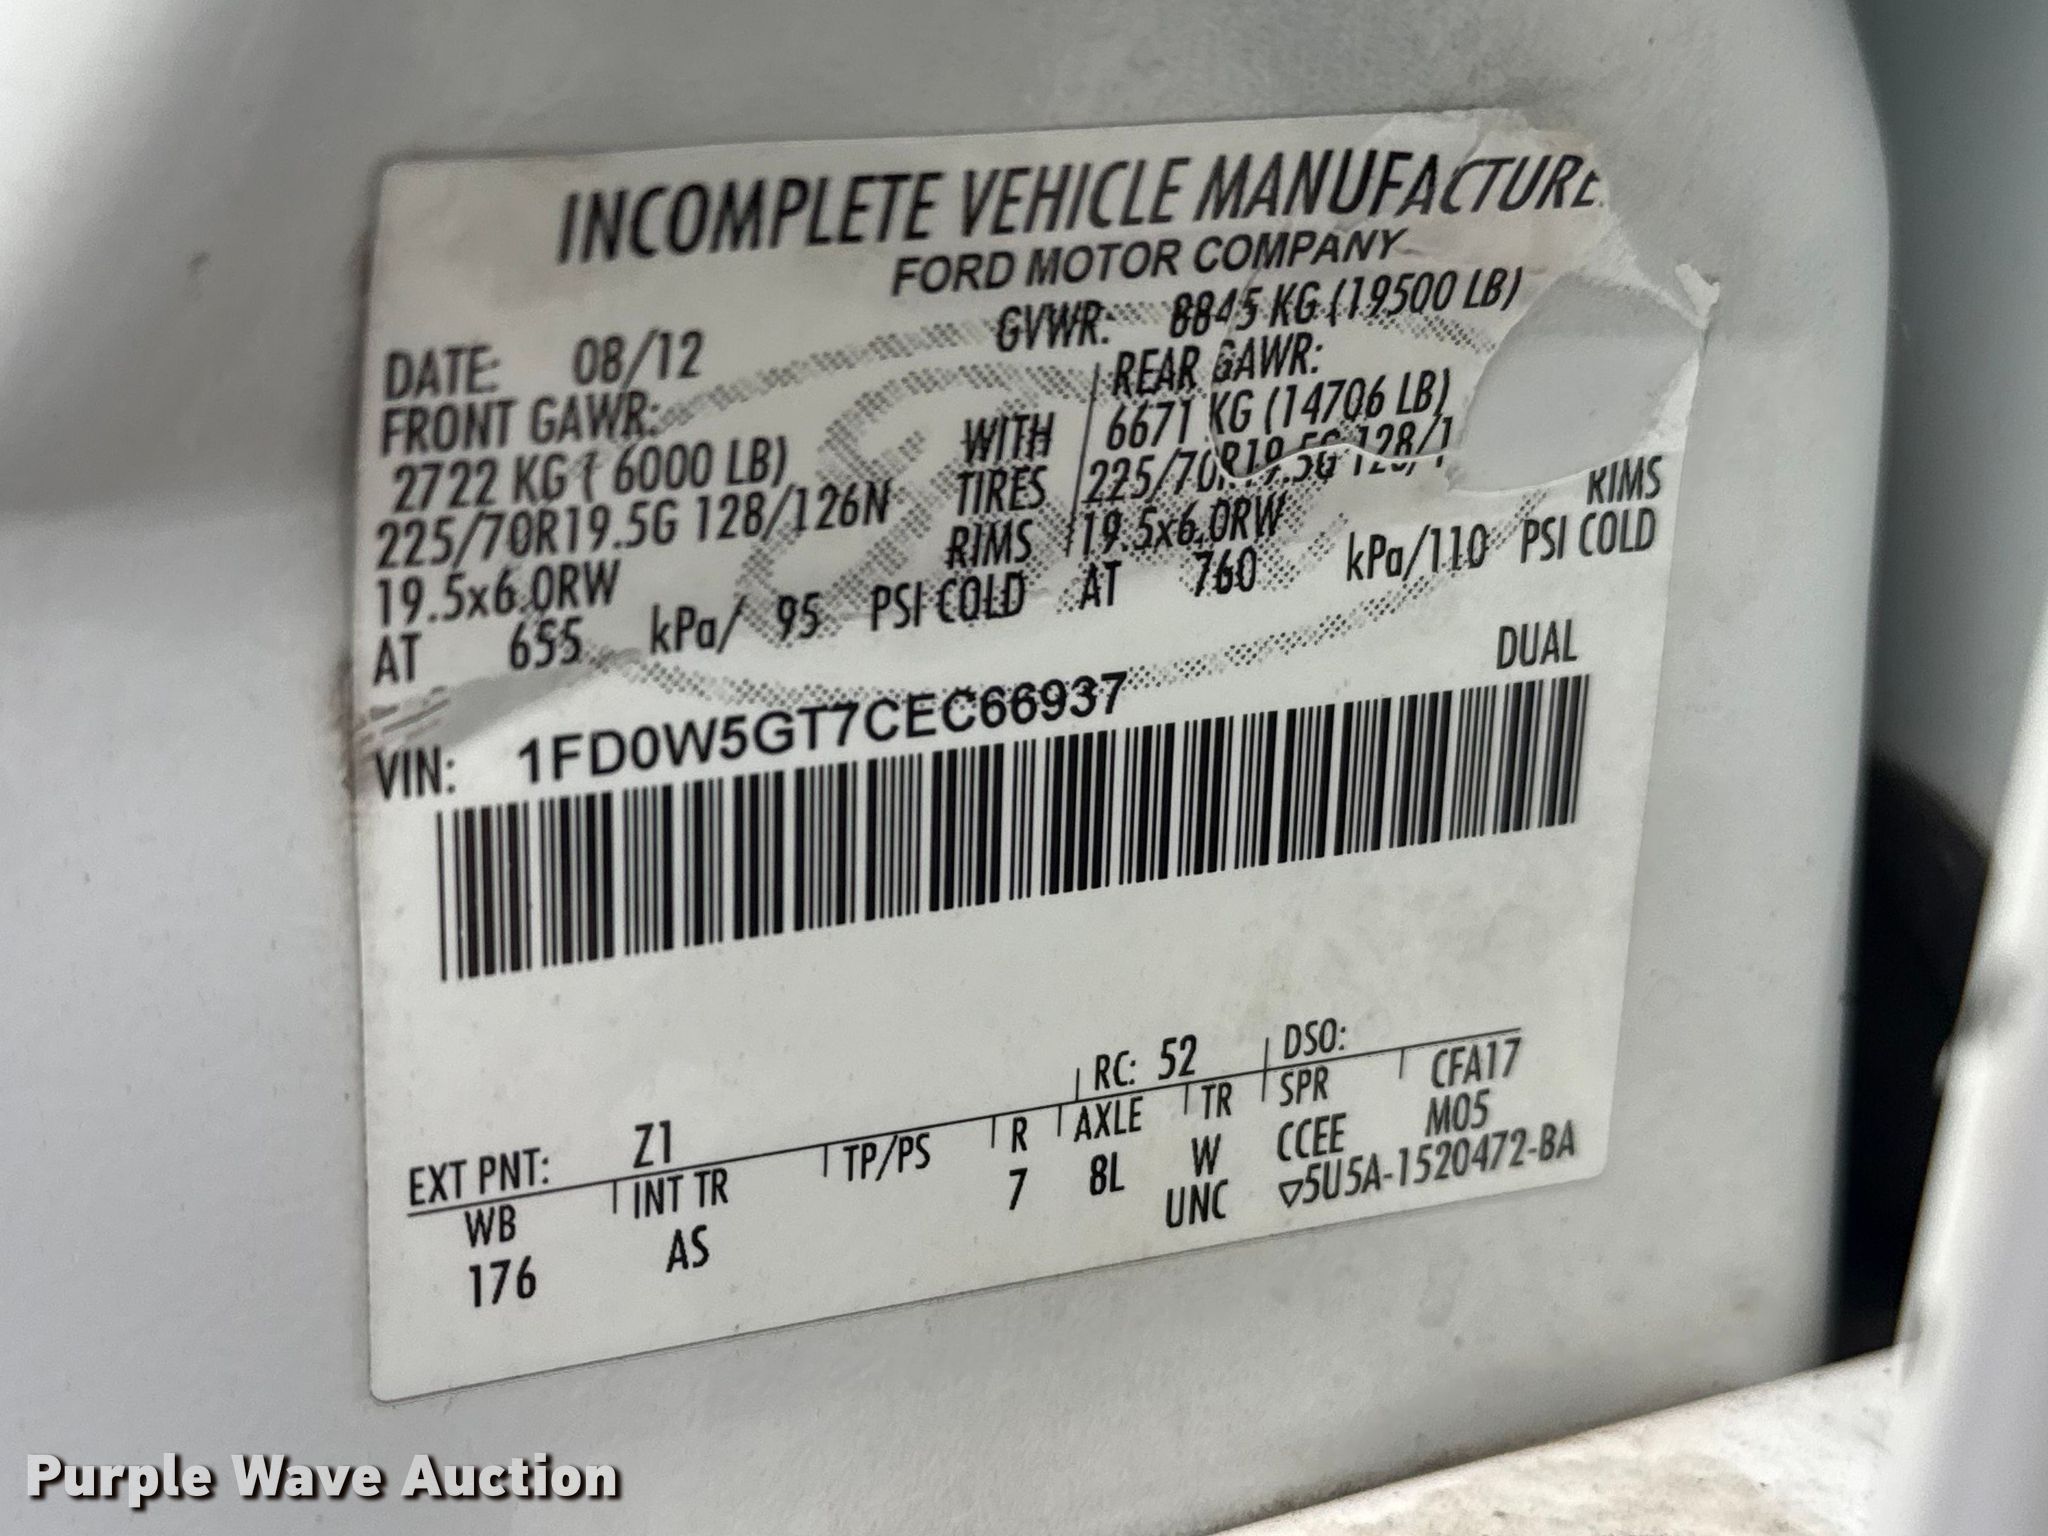 INCOMPLETE VEHICLE MANUFACTURE
FORD MOTOR COMPANY
DATE: 08/12 GVWR: 8845 KG (19500 LB)
FRONT GAWR: REAR GAWR:
2722 KG ( 6000 LB) WITH 6671 KG (14706 LB)
225/70R19.5G 128/126N TIRES 225/70R19.5G 128/1
19.5x6.0RW RIMS 19.5x6.0RW RIMS
AT 655 kPa/ 95 PSI COLD AT 760 kPa/110 PSI COLD
DUAL
VIN: 1FD0W5GT7CEC66937
EXT PNT: Z1 RC: 52 DSO:
WB INT TR TP/PS R AXLE TR SPR CFA17
176 AS 7 8L W CCEE M05
UNC ▽5U5A-1520472-BA
Purple Wave Auction